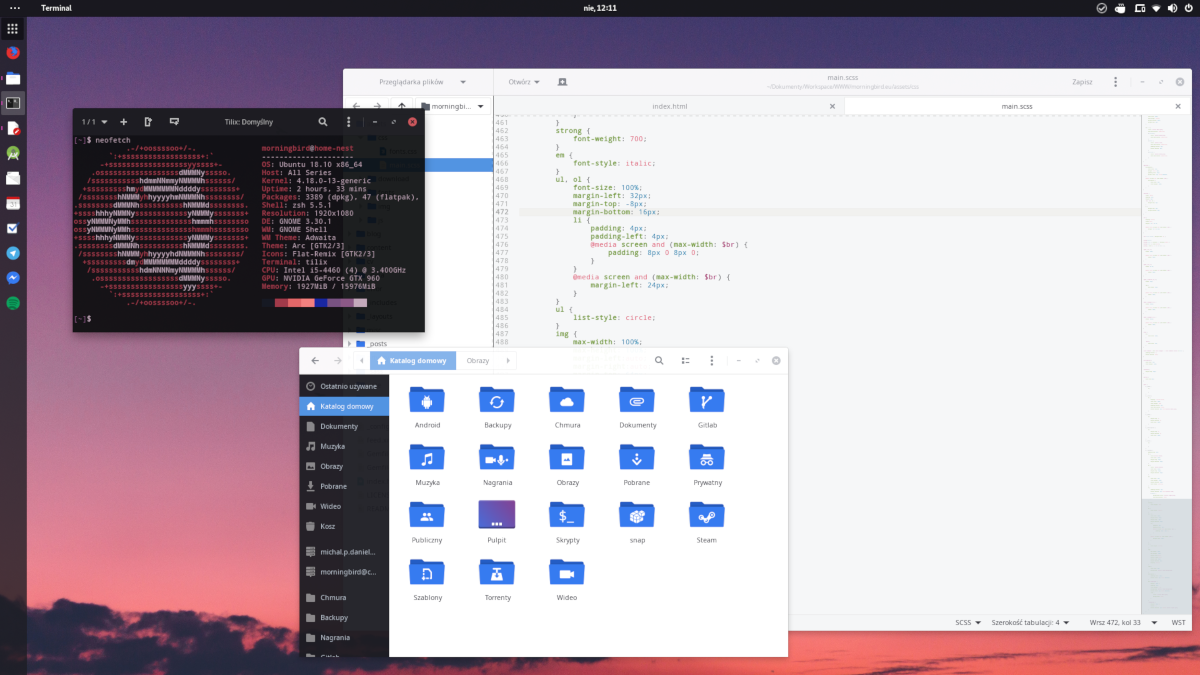 Terminal
nie, 12:11
Przeglądarka plików
Otwórz
main.scss
~/Dokumenty/Workspace/WWW/morningbird.eu/assets/css
Zapisz
morningbi...
index.html
main.scss
1 / 1
Tilix: Domyślny
[~]$ neofetch
morningbird@home-nest
OS: Ubuntu 18.10 x86_64
Host: All Series
Kernel: 4.18.0-13-generic
Uptime: 2 hours, 33 mins
Packages: 3389 (dpkg), 47 (flatpak),
Shell: zsh 5.5.1
Resolution: 1920x1080
DE: GNOME 3.30.1
WM: GNOME Shell
WM Theme: Adwaita
Theme: Arc [GTK2/3]
Icons: Flat-Remix [GTK2/3]
Terminal: tilix
CPU: Intel i5-4460 (4) @ 3.400GHz
GPU: NVIDIA GeForce GTX 960
Memory: 1927MiB / 15976MiB
[~]$
461 }
462 strong {
463 font-weight: 700;
464 }
465 em {
466 font-style: italic;
467 }
468 ul, ol {
469 font-size: 100%;
470 margin-left: 32px;
471 margin-top: -8px;
472 margin-bottom: 16px;
473 li {
474 padding: 4px;
475 padding-left: 4px;
476 @media screen and (max-width: $br) {
477 padding: 8px 0 8px 0;
478 }
479 }
480 @media screen and (max-width: $br) {
481 margin-left: 24px;
482 }
483 }
484 ul {
485 list-style: circle;
486 }
487 img {
488 max-width: 100%;
_posts
Katalog domowy
Obrazy
Ostatnio używane
Katalog domowy
Dokumenty
Muzyka
Obrazy
Pobrane
Wideo
Kosz
michal.p.daniel...
morningbird@c...
Chmura
Backupy
Nagrania
Gitlab
Android
Backupy
Chmura
Dokumenty
Gitlab
Muzyka
Nagrania
Obrazy
Pobrane
Prywatny
Publiczny
Pulpit
Skrypty
snap
Steam
Szablony
Torrenty
Wideo
SCSS
Szerokość tabulacji: 4
Wrsz 472, kol 33
WST